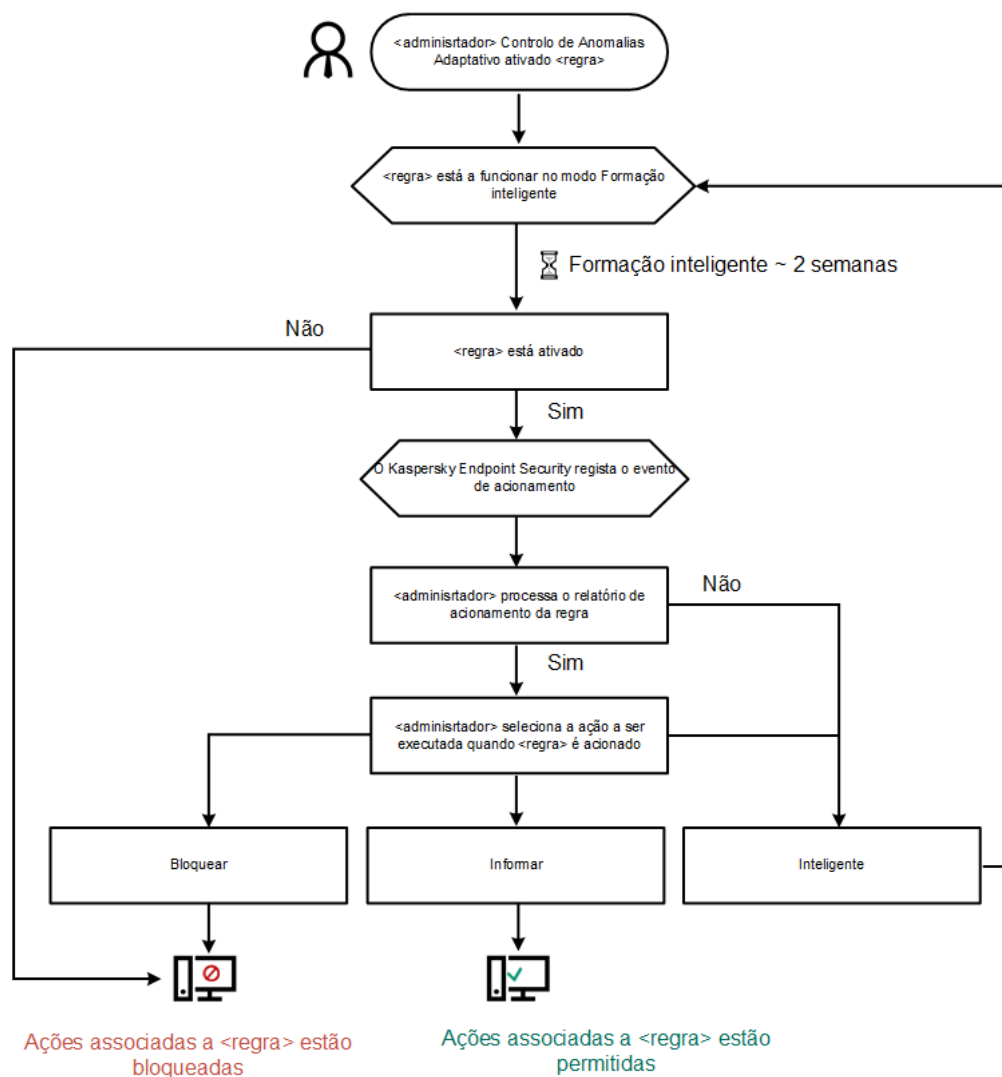 <adminisrtador> Controlo de Anomalias
Adaptativo ativado <regra>
<regra> está a funcionar no modo Formação
inteligente
Formação inteligente ~ 2 semanas
Não
<regra> está ativado
Sim
O Kaspersky Endpoint Security regista o evento
de acionamento
<adminisrtador> processa o relatório de
acionamento da regra
Não
Sim
<adminisrtador> seleciona a ação a ser
executada quando <regra> é acionado
Bloquear
Informar
Inteligente
Ações associadas a <regra> estão
bloqueadas
Ações associadas a <regra> estão
permitidas